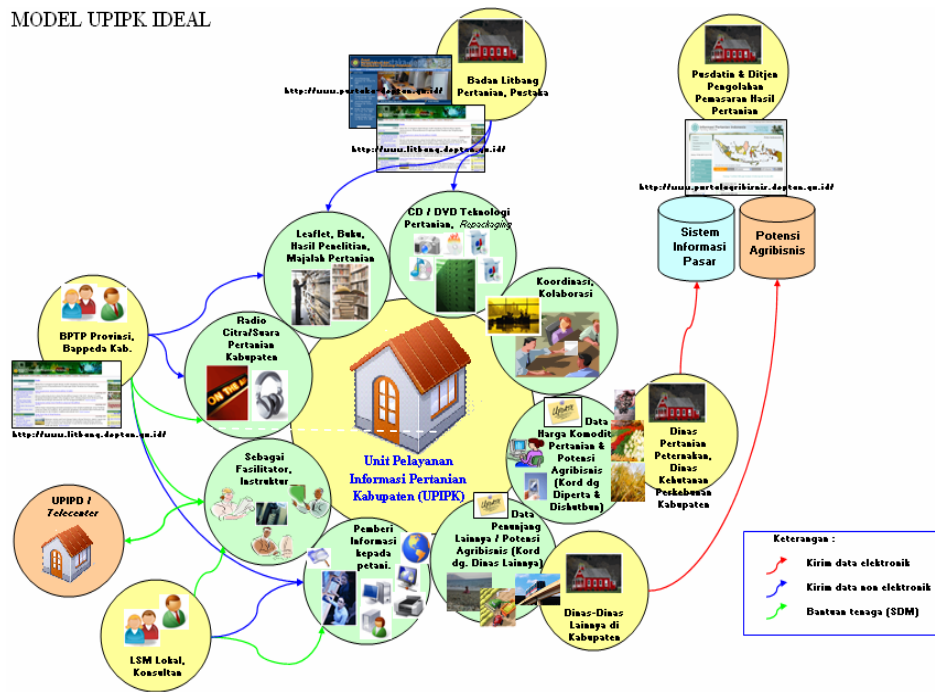 MODEL UPIPK IDEAL
Badan Litbang
Pertanian, Pustaka
http://www.pustaka-deptan.go.id/
http://www.litbang.deptan.go.id/
Pusdatin & Ditjen
Pengolahan
Pemasaran Hasil
Pertanian
http://www.portalagribisnis.deptan.go.id/
Sistem
Informasi
Pasar
Potensi
Agribisnis
CD / DVD Teknologi
Pertanian, Repackaging
Leaflet, Buku,
Hasil Penelitian,
Majalah Pertanian
Koordinasi,
Kolaborasi
Radio
Citra/Suara
Pertanian
Kabupaten
ON THE A
BPTP Provinsi,
Bappeda Kab.
http://www.litbang.deptan.go.id/
Unit Pelayanan
Informasi Pertanian
Kabupaten (UPIPK)
Update
Data
Harga Komodit
Pertanian &
Potensi
Agribisnis
(Kord dg
Diperta &
Dishutbun)
Dinas
Pertanian
Peternakan,
Dinas
Kehutanan
Perkebunan
Kabupaten
Sebagai
Fasilitator,
Instruktur
UPIPD /
Telecenter
Pemberi
Informasi
kepada
petani.
Update
Data
Penunjang
Lainnya / Potensi
Agribisnis (Kord
dg. Dinas Lainnya)
Dinas-Dinas
Lainnya di
Kabupaten
LSM Lokal,
Konsultan
Keterangan :
Kirim data elektronik
Kirim data non elektronik
Bantuan tenaga (SDM)